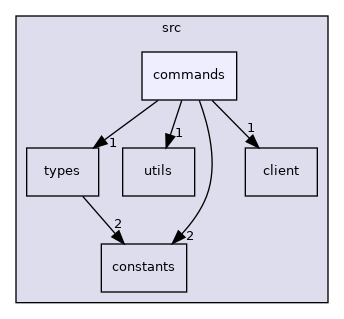 src
commands
1
1
1
types
utils
client
2
2
constants